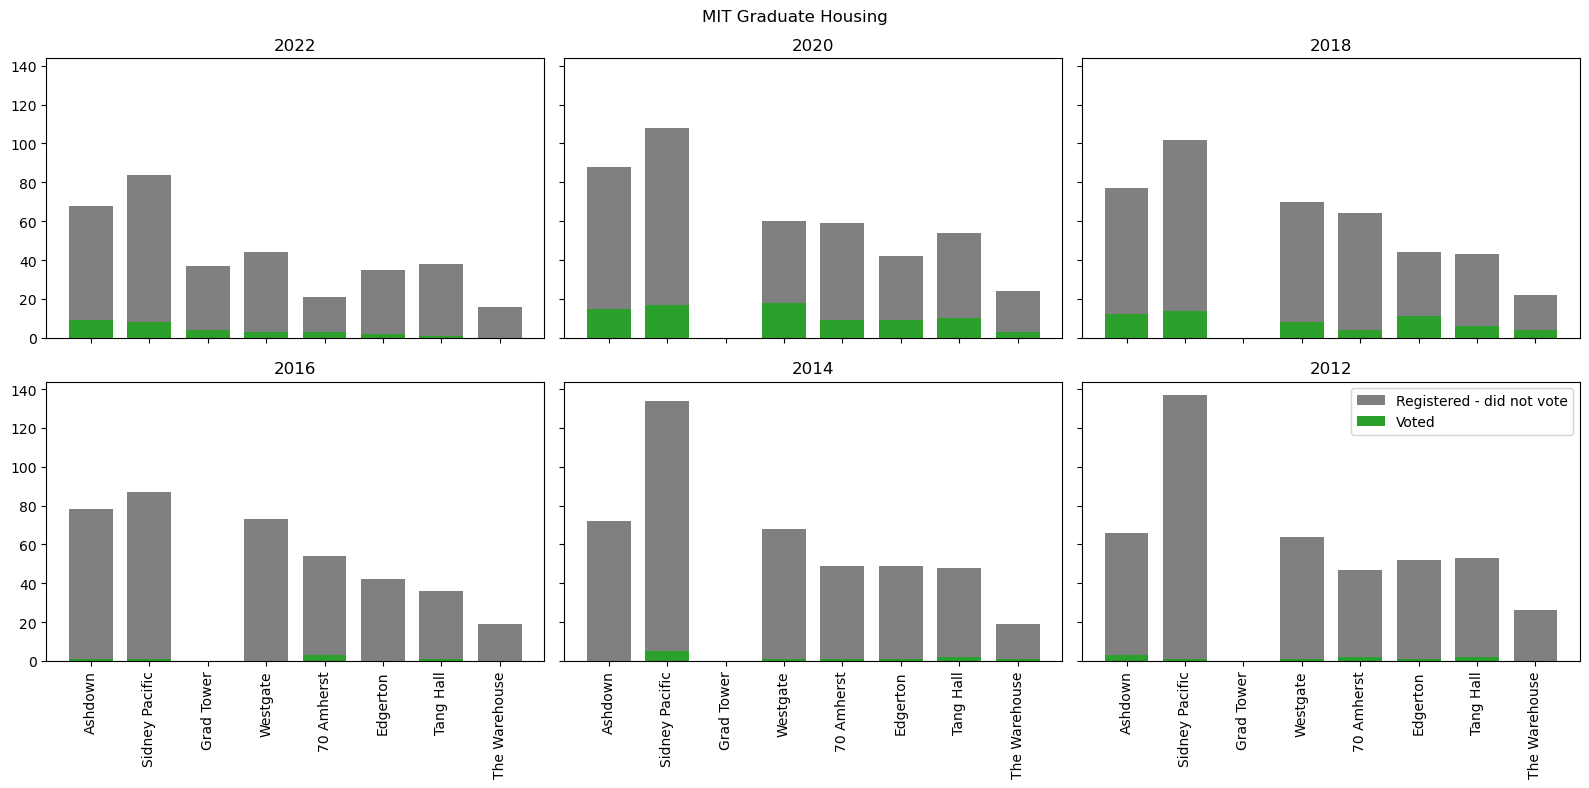 MIT Graduate Housing
2022
2020
2018
140
120
100
80
60
40
20
0
2016
2014
2012
140
120
100
80
60
40
20
0
Registered - did not vote
Voted
Ashdown
Sidney Pacific
Grad Tower
Westgate
70 Amherst
Edgerton
Tang Hall
The Warehouse
Ashdown
Sidney Pacific
Grad Tower
Westgate
70 Amherst
Edgerton
Tang Hall
The Warehouse
Ashdown
Sidney Pacific
Grad Tower
Westgate
70 Amherst
Edgerton
Tang Hall
The Warehouse